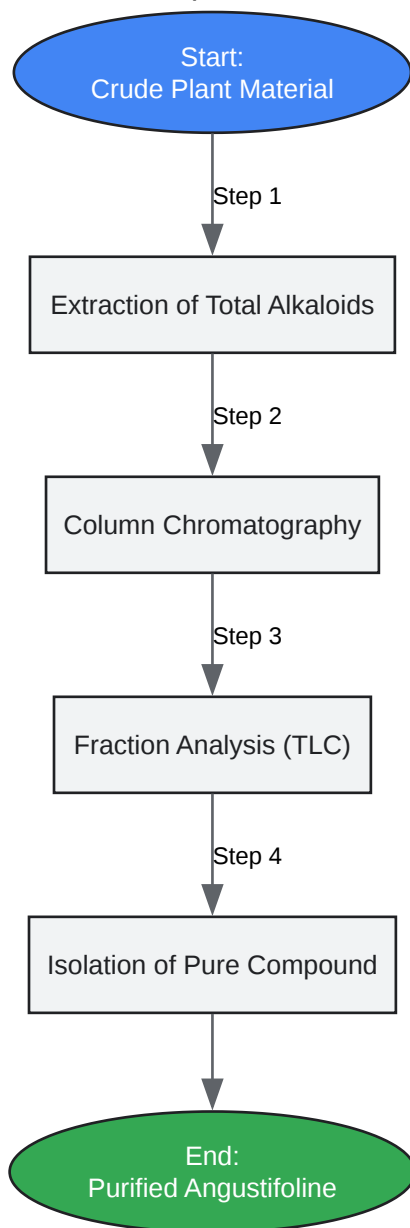 Start:
Crude Plant Material
Step 1
Extraction of Total Alkaloids
Step 2
Column Chromatography
Step 3
Fraction Analysis (TLC)
Step 4
Isolation of Pure Compound
End:
Purified Angustifoline